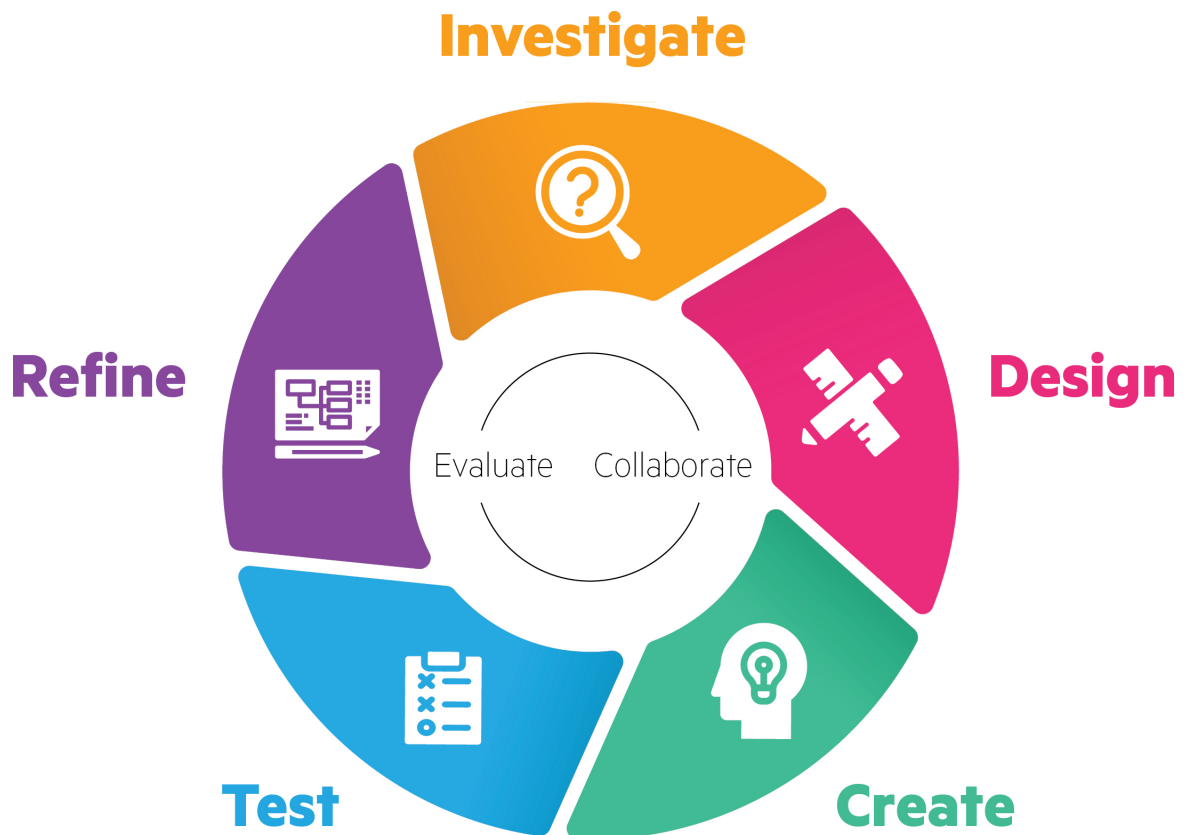 Investigate
Refine
Design
Evaluate Collaborate
Test
Create